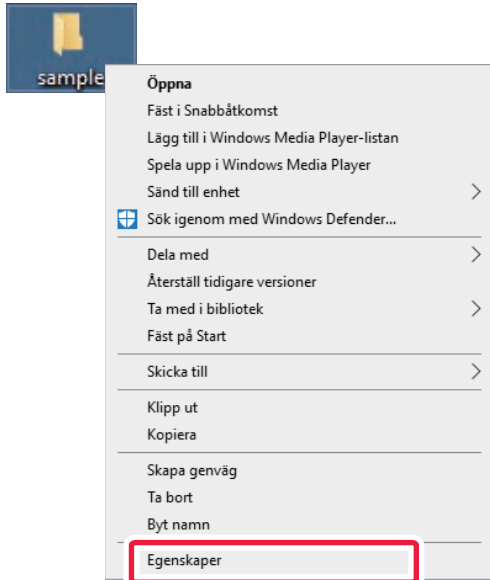 sample
Öppna
Fäst i Snabbåtkomst
Lägg till i Windows Media Player-listan
Spela upp i Windows Media Player
Sänd till enhet
Sök igenom med Windows Defender...
Dela med
Återställ tidigare versioner
Ta med i bibliotek
Fäst på Start
Skicka till
Klipp ut
Kopiera
Skapa genväg
Ta bort
Byt namn
Egenskaper